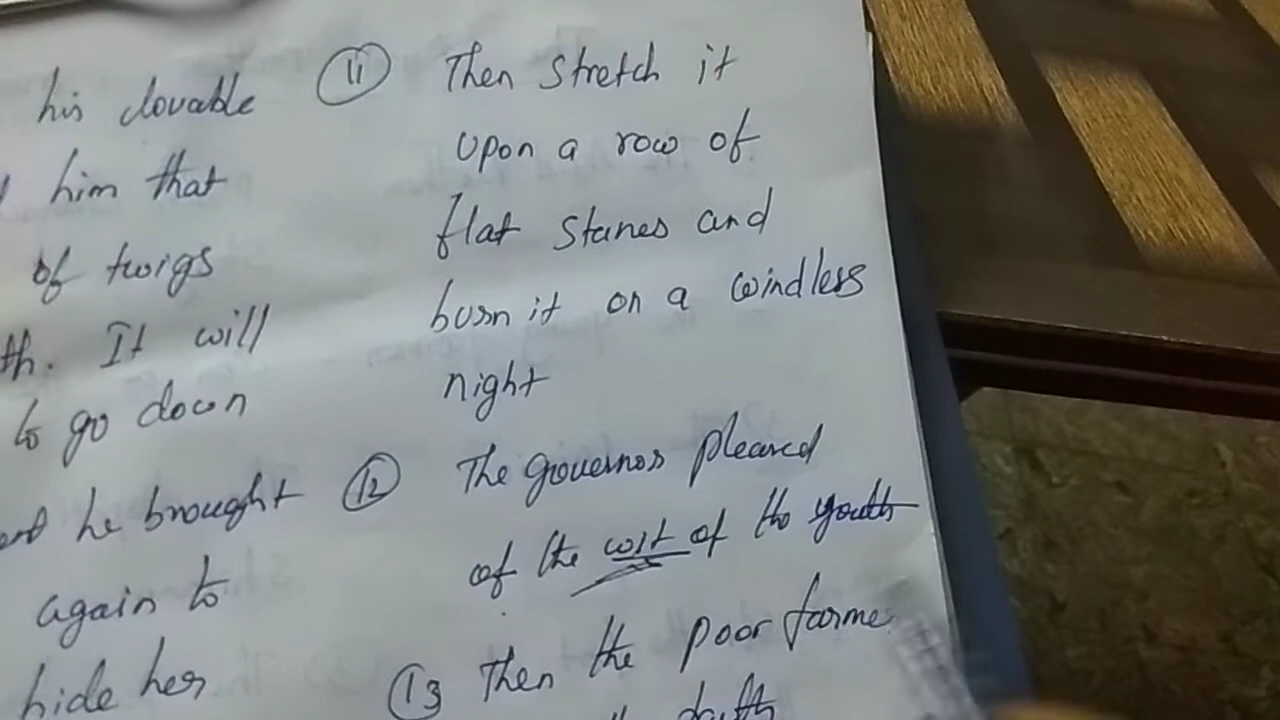 his lovable
him that
of twigs
th. It will
to go down
he brought
again to
hide her
11 Then stretch it
upon a row of
flat stones and
burn it on a windless
night
12 The governor pleased
of the wit of the youth
13 Then the poor farme